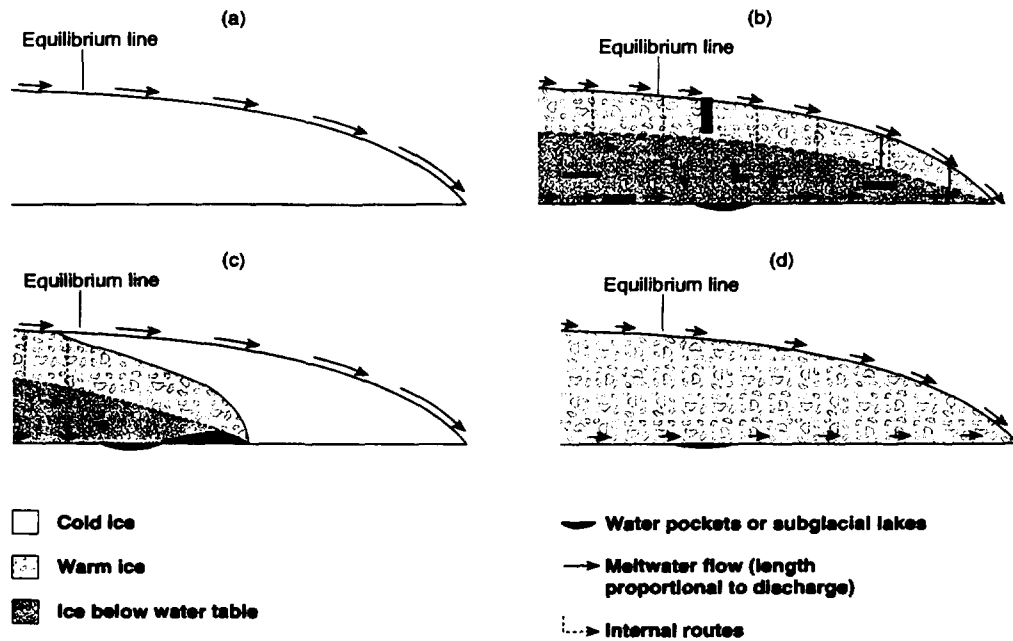 (a)
Equilibrium line
(b)
Equilibrium line
(c)
Equilibrium line
(d)
Equilibrium line
Cold ice
Warm ice
Ice below water table
Water pockets or subglacial lakes
Meltwater flow (length
proportional to discharge)
Internal routes